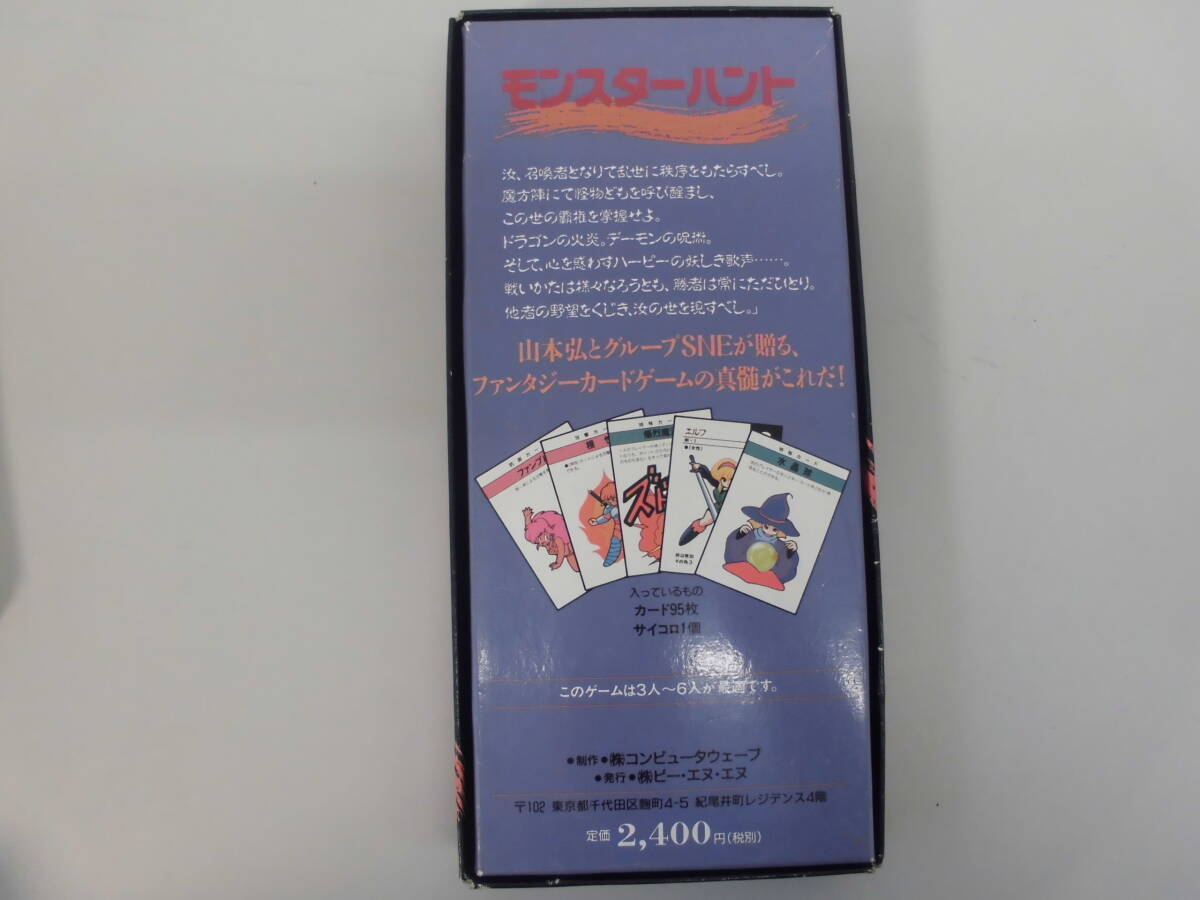 モンスターハント
汝、召喚者となりて乱世に秩序をもたらすべし。
魔方陣にて怪物どもを呼び醒まし、
この世の覇権を掌握せよ。
ドラゴンの火炎。デーモンの呪撚。
そして、心を惑わすハーピーの妖しき歌声……。
戦いかたは様々なろうとも、勝者は常にただひとり。
他者の野望をくじき、汝の世を現すべし。」
山本弘とグループSNEが贈る、
ファンタジーカードゲームの真髄がこれだ!
エルフ
特殊カード
水晶球
入っているもの
カード95枚
サイコロ1個
このゲームは3人～6人が最適です。
●制作●㈱コンピュータウェーブ
●発行●㈱ビー・エヌ・エヌ
〒102 東京都千代田区麴町4-5 紀尾井町レジデンス4階
定価 2,400円(税別)